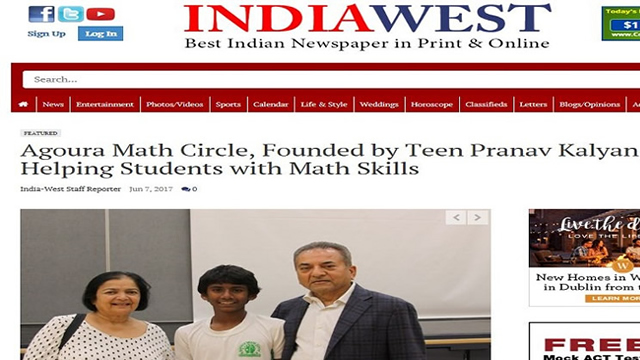 INDIAWEST
Best Indian Newspaper in Print & Online
Sign Up
Log In
Today's
$1
Search...
News
Entertainment
Photos/Videos
Sports
Calendar
Life & Style
Weddings
Horoscope
Classifieds
Letters
Blogs/Opinions
FEATURED
Agoura Math Circle, Founded by Teen Pranav Kalyan
Helping Students with Math Skills
India-West Staff Reporter Jun 7, 2017 0
Live the d
LOVE THE LIF
W
New Homes in W
in Dublin from t
LEARN MOR
FREE
Mock ACT Tes